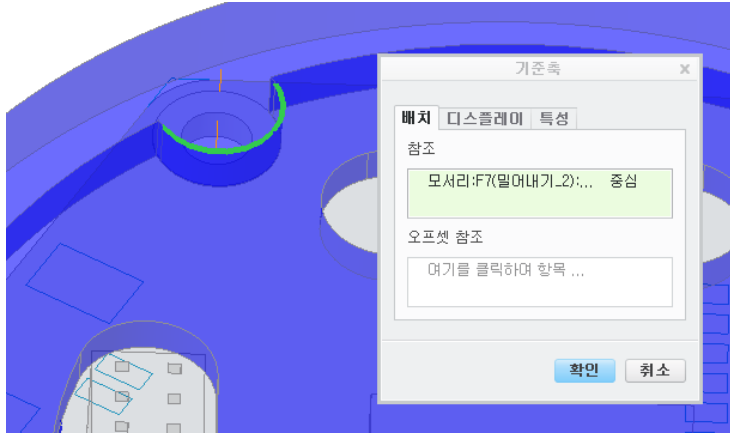 기준축
배치 디스플레이 특성
참조
모서리:F7(밀어내기_2):... 중심
오프셋 참조
여기를 클릭하여 항목 ...
확인 취소